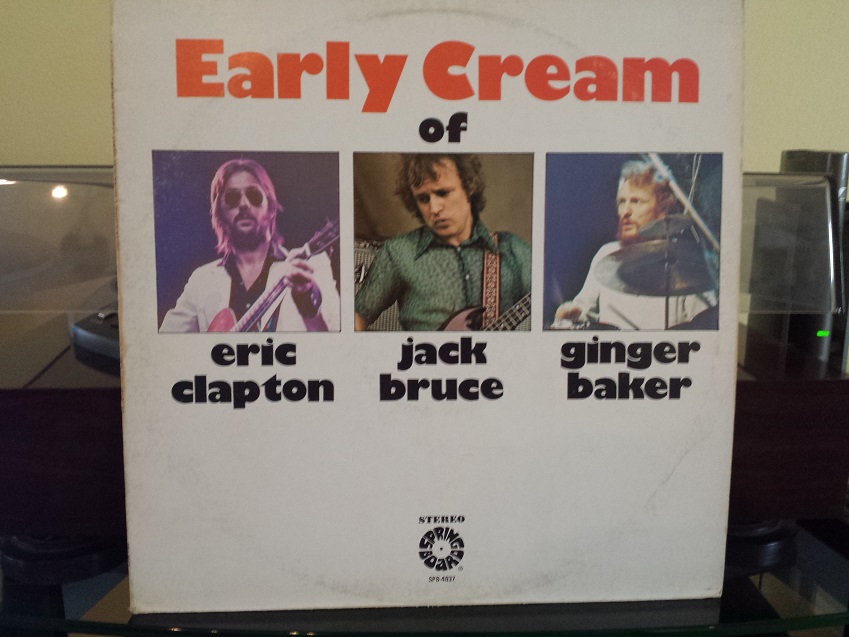 Early Cream
of
eric clapton
jack bruce
ginger baker
STEREO
SPRING
BOARD
SPB-4037